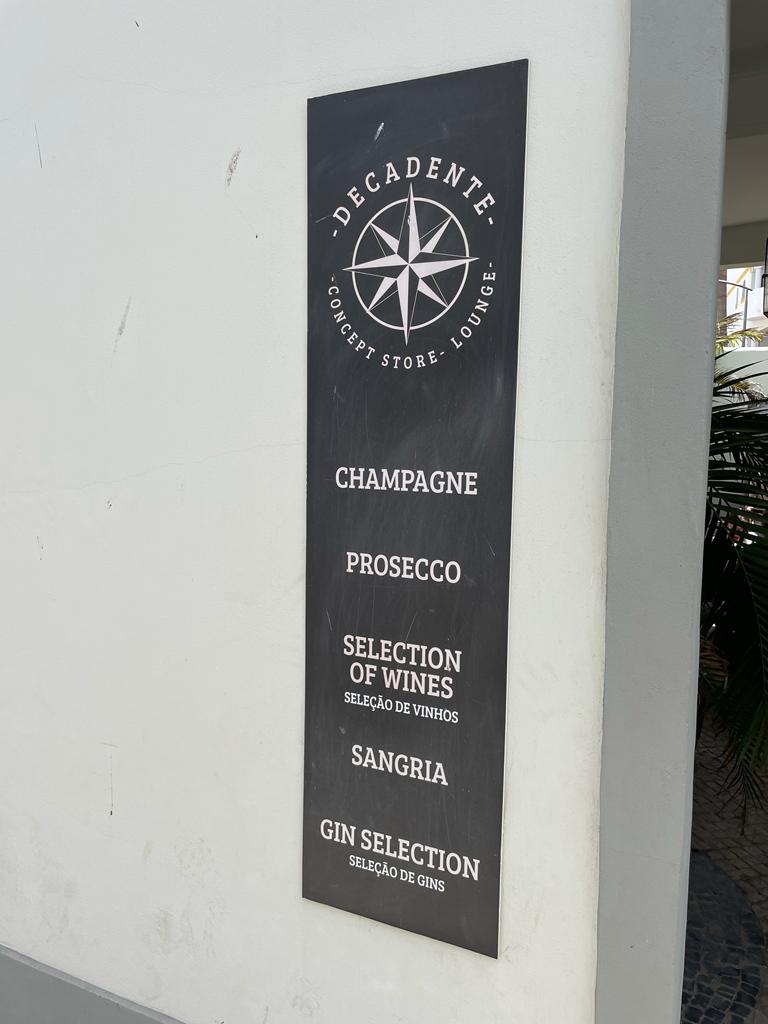 -DECADENTE-
-CONCEPT STORE- LOUNGE-
CHAMPAGNE
PROSECCO
SELECTION
OF WINES
SELEÇÃO DE VINHOS
SANGRIA
GIN SELECTION
SELEÇÃO DE GINS